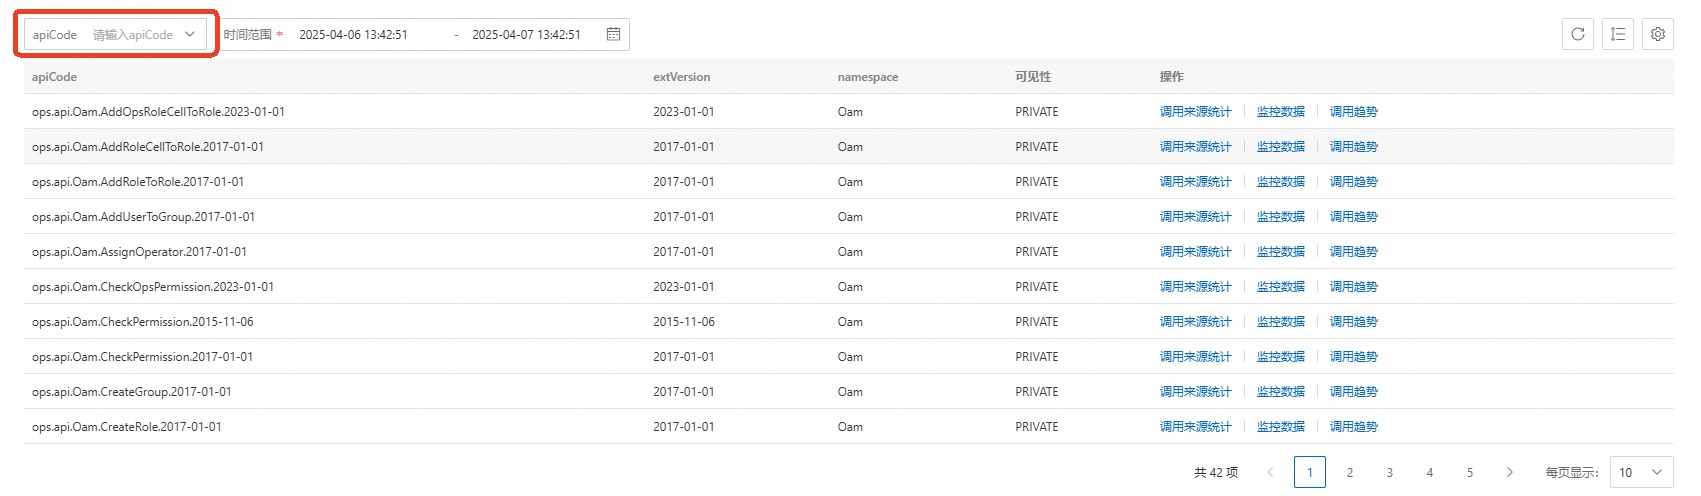 apiCode 请输入apiCode 时间范围 * 2025-04-06 13:42:51 - 2025-04-07 13:42:51
apiCode extVersion namespace 可见性 操作
ops.api.Oam.AddOpsRoleCellToRole.2023-01-01 2023-01-01 Oam PRIVATE 调用来源统计 监控数据 调用趋势
ops.api.Oam.AddRoleCellToRole.2017-01-01 2017-01-01 Oam PRIVATE 调用来源统计 监控数据 调用趋势
ops.api.Oam.AddRoleToRole.2017-01-01 2017-01-01 Oam PRIVATE 调用来源统计 监控数据 调用趋势
ops.api.Oam.AddUserToGroup.2017-01-01 2017-01-01 Oam PRIVATE 调用来源统计 监控数据 调用趋势
ops.api.Oam.AssignOperator.2017-01-01 2017-01-01 Oam PRIVATE 调用来源统计 监控数据 调用趋势
ops.api.Oam.CheckOpsPermission.2023-01-01 2023-01-01 Oam PRIVATE 调用来源统计 监控数据 调用趋势
ops.api.Oam.CheckPermission.2015-11-06 2015-11-06 Oam PRIVATE 调用来源统计 监控数据 调用趋势
ops.api.Oam.CheckPermission.2017-01-01 2017-01-01 Oam PRIVATE 调用来源统计 监控数据 调用趋势
ops.api.Oam.CreateGroup.2017-01-01 2017-01-01 Oam PRIVATE 调用来源统计 监控数据 调用趋势
ops.api.Oam.CreateRole.2017-01-01 2017-01-01 Oam PRIVATE 调用来源统计 监控数据 调用趋势
共 42 项 1 2 3 4 5 每页显示: 10